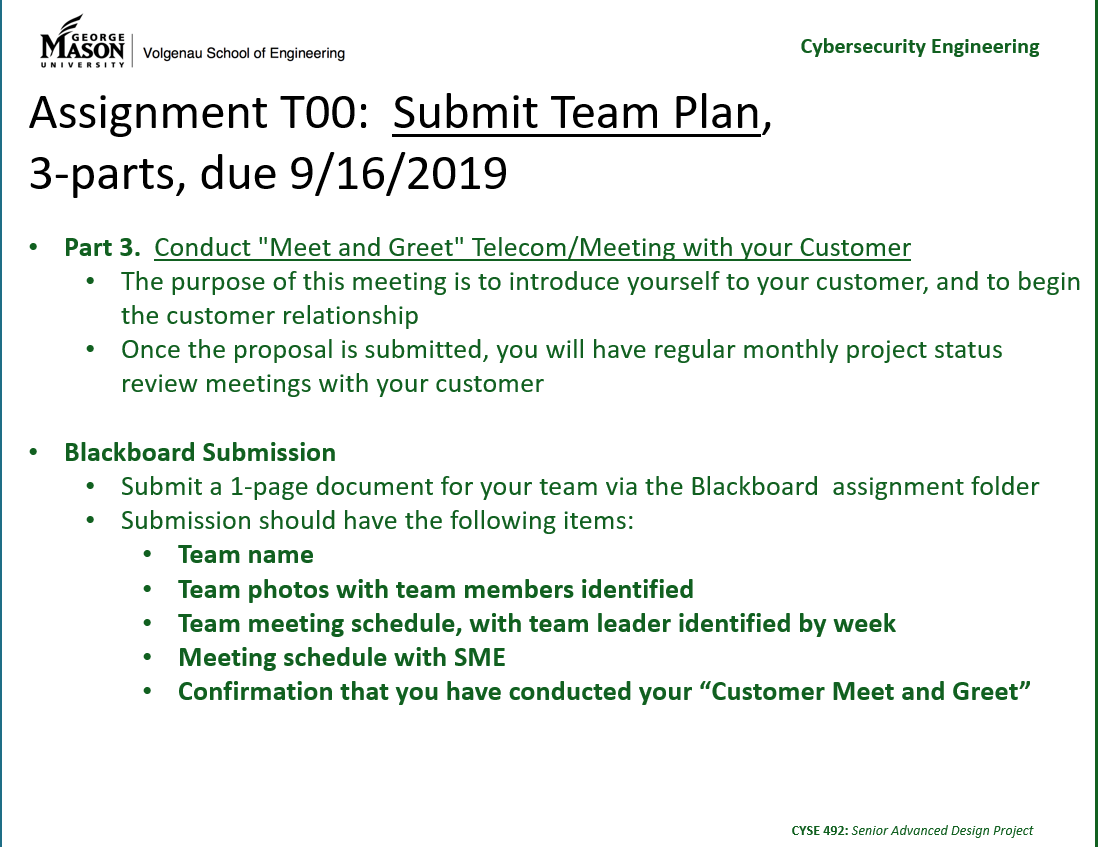 GEORGE
MASON
UNIVERSITY
Volgenau School of Engineering
Cybersecurity Engineering
Assignment T00:  Submit Team Plan,
3-parts, due 9/16/2019
• Part 3.  Conduct "Meet and Greet" Telecom/Meeting with your Customer
• The purpose of this meeting is to introduce yourself to your customer, and to begin
the customer relationship
• Once the proposal is submitted, you will have regular monthly project status
review meetings with your customer
• Blackboard Submission
• Submit a 1-page document for your team via the Blackboard  assignment folder
• Submission should have the following items:
• Team name
• Team photos with team members identified
• Team meeting schedule, with team leader identified by week
• Meeting schedule with SME
• Confirmation that you have conducted your “Customer Meet and Greet”
CYSE 492: Senior Advanced Design Project